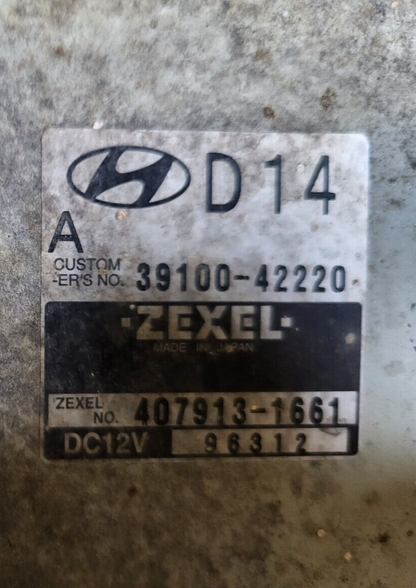 D14
A
CUSTOM
-ER'S NO. 39100-42220
·ZEXEL·
MADE IN JAPAN
ZEXEL
NO. 407913-1661
DC12V 96312